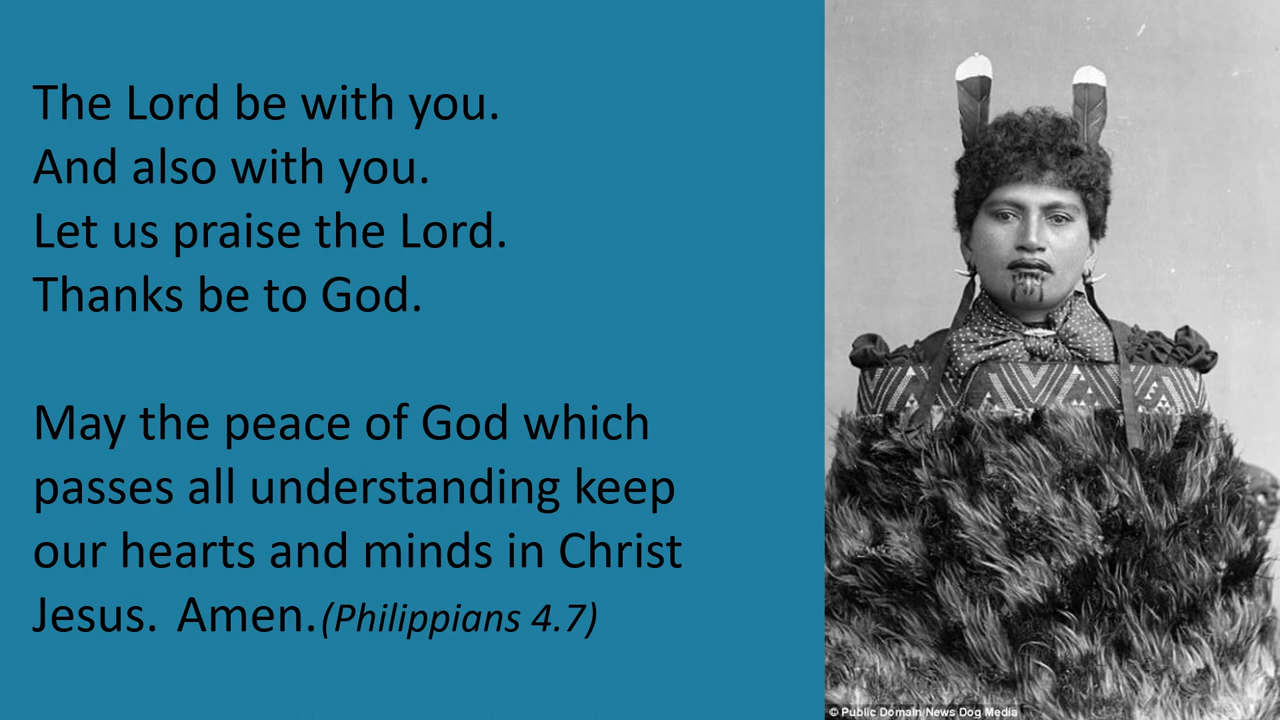 The Lord be with you.
And also with you.
Let us praise the Lord.
Thanks be to God.
May the peace of God which
passes all understanding keep
our hearts and minds in Christ
Jesus. Amen. (Philippians 4.7)
© Public Domain/News Dog Media